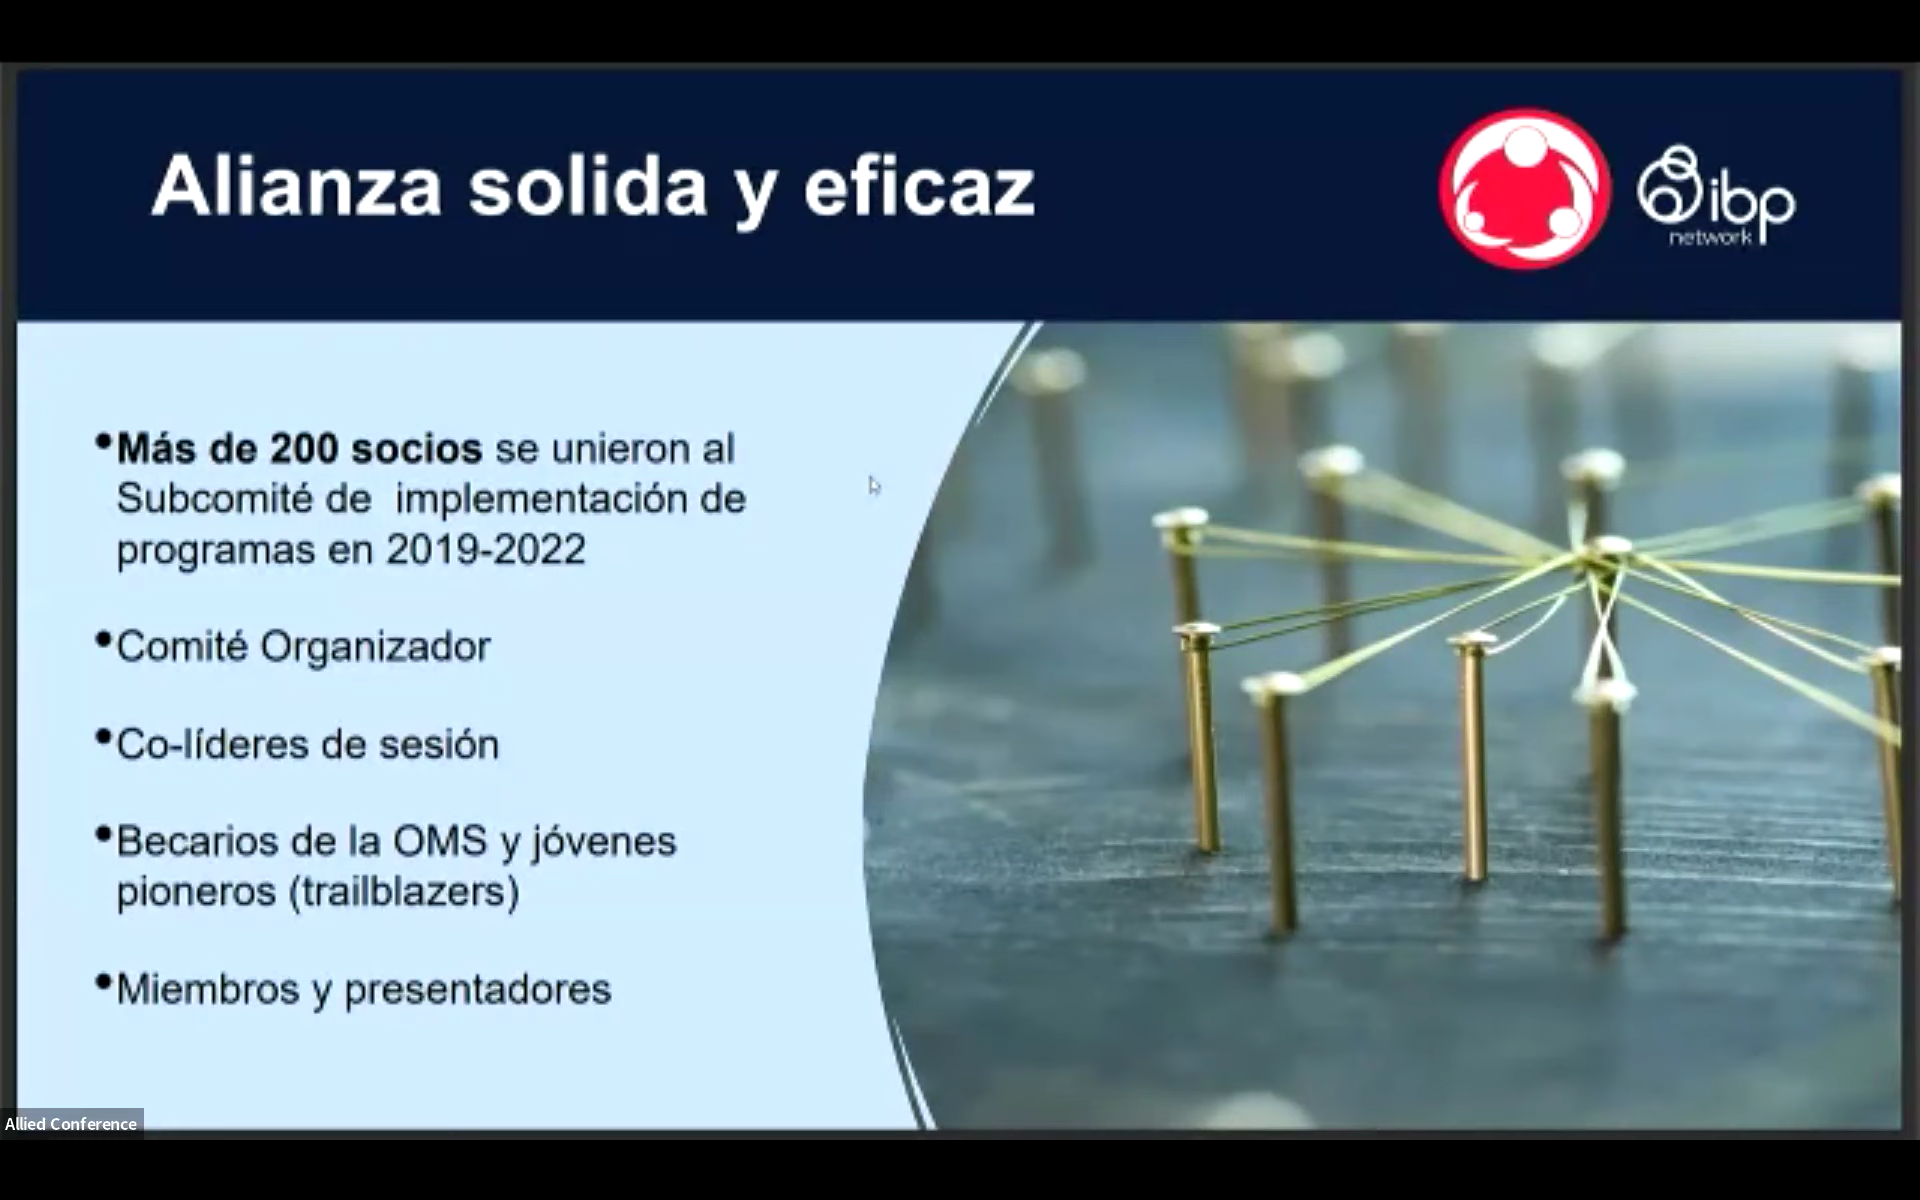 Alianza solida y eficaz
ibp
network
•Más de 200 socios se unieron al
Subcomité de implementación de
programas en 2019-2022
•Comité Organizador
•Co-líderes de sesión
•Becarios de la OMS y jóvenes
pioneros (trailblazers)
•Miembros y presentadores
Allied Conference